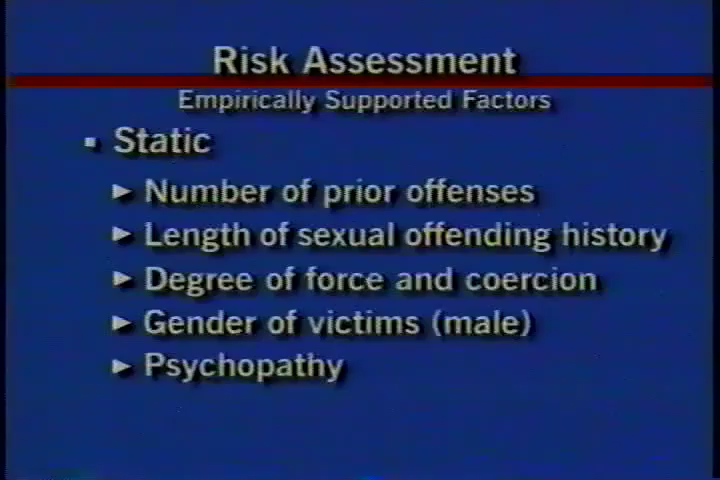 Risk Assessment
Empirically Supported Factors
▪ Static
► Number of prior offenses
► Length of sexual offending history
► Degree of force and coercion
► Gender of victims (male)
► Psychopathy